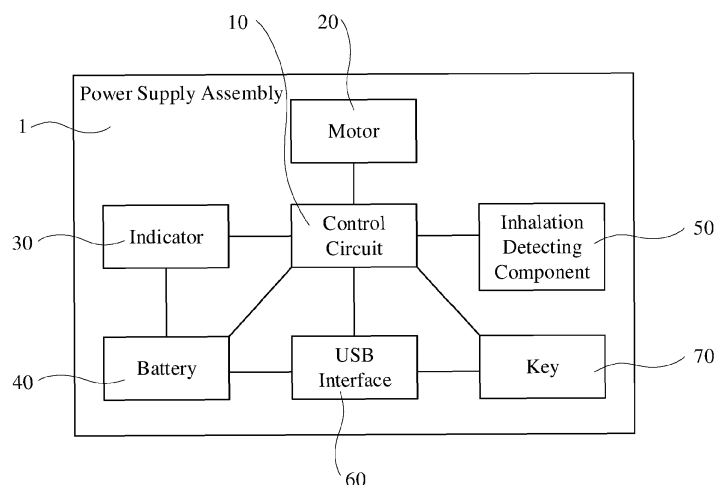 10
20
Power Supply Assembly
1
Motor
30
Indicator
Control
Circuit
Inhalation
Detecting
Component
50
40
Battery
USB
Interface
Key
70
60